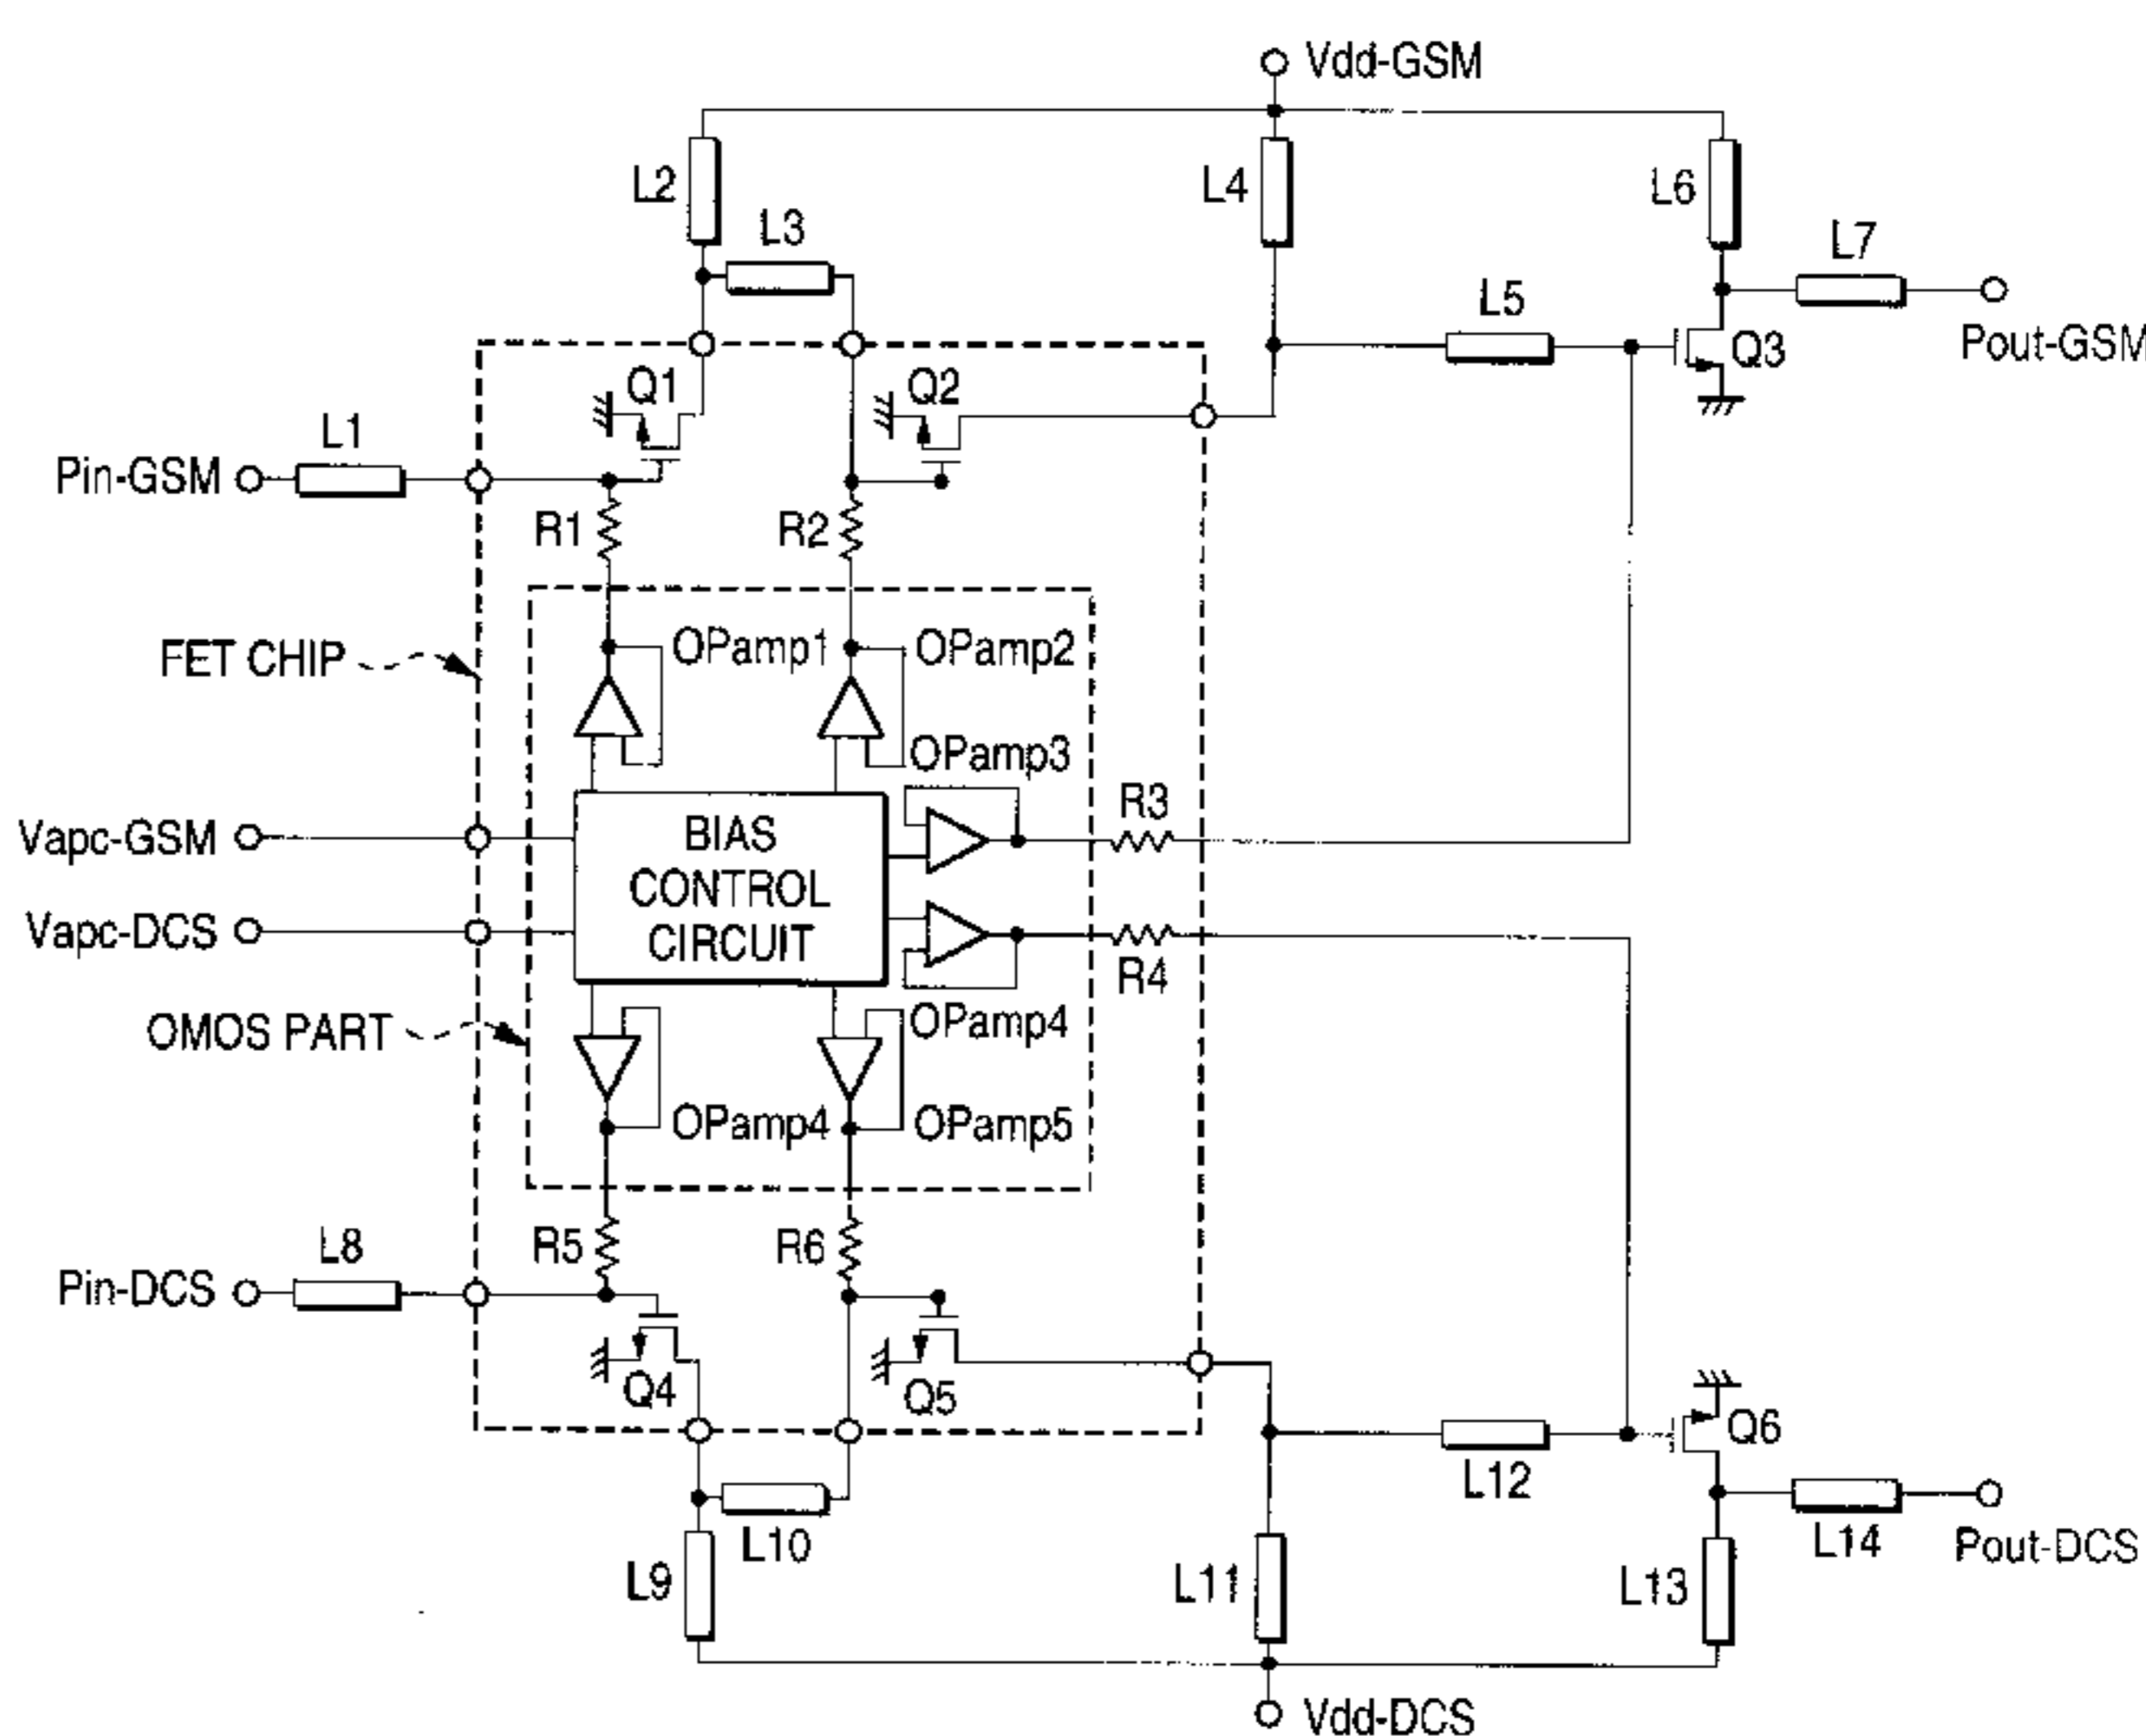 Vdd-GSM
L2
L3
L4
L6
L7
L5
Q3
Pout-GSM
Q1
Q2
L1
Pin-GSM
R1
R2
FET CHIP
OPamp1
OPamp2
OPamp3
R3
Vapc-GSM
BIAS
CONTROL
CIRCUIT
Vapc-DCS
R4
OMOS PART
OPamp4
OPamp4
OPamp5
R5
R6
L8
Pin-DCS
Q4
Q5
Q6
L12
L10
L9
L11
L13
L14
Pout-DCS
Vdd-DCS